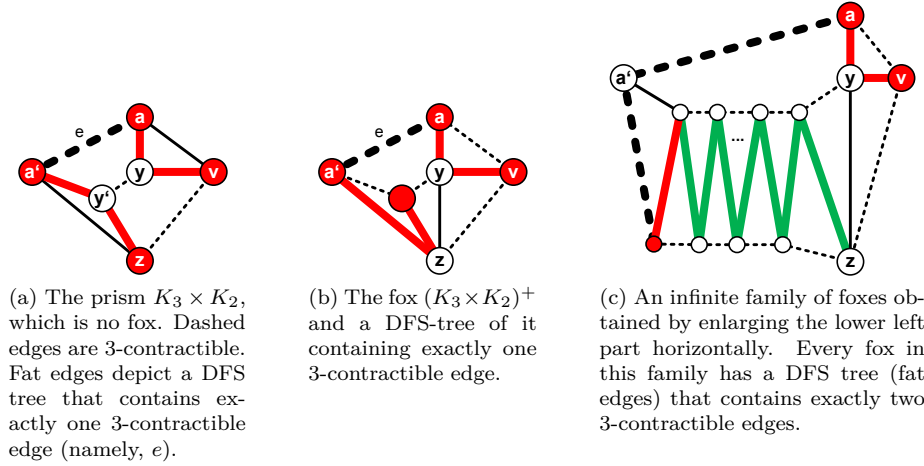 a
e
a'
y
v
y'
z
a
e
a'
y
v
z
a
a'
y
v
...
z
(a) The prism K₃ × K₂,
which is no fox. Dashed
edges are 3-contractible.
Fat edges depict a DFS
tree that contains ex-
actly one 3-contractible
edge (namely, e).
(b) The fox (K₃×K₂)⁺
and a DFS-tree of it
containing exactly one
3-contractible edge.
(c) An infinite family of foxes ob-
tained by enlarging the lower left
part horizontally. Every fox in
this family has a DFS tree (fat
edges) that contains exactly two
3-contractible edges.